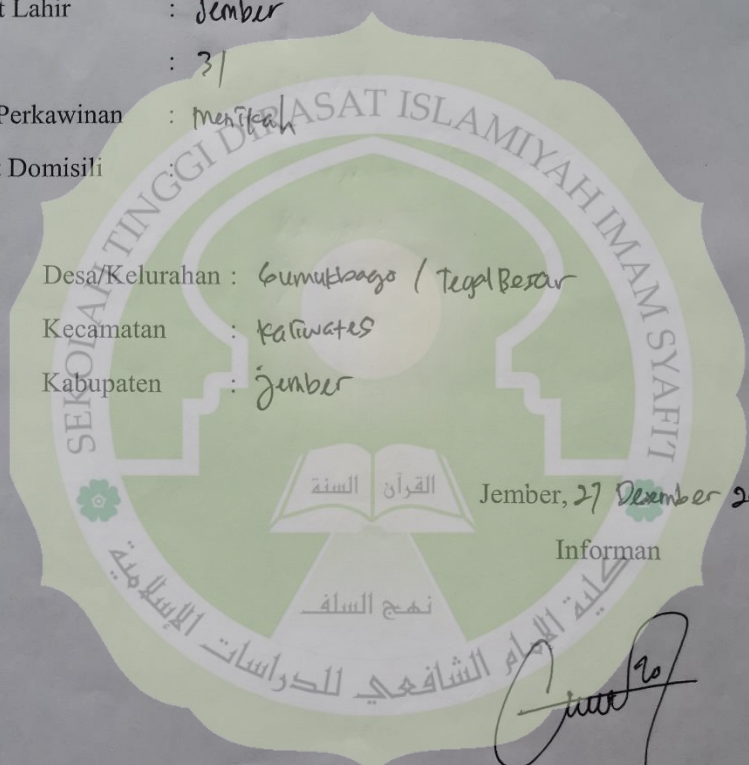 t Lahir : Jember
: 31
Perkawinan : Menikah
t Domisili :
Desa/Kelurahan : Gumukbago / Tegal Besar
Kecamatan : Kaliwates
Kabupaten : Jember
Jember, 27 Desember 2
Informan
SEKOLAH TINGGI DIRASAT ISLAMIYAH IMAM SYAFI'I
السنة القرآن
نهج السلف
كلية الإمام الشافعي للدراسات الإسلامية